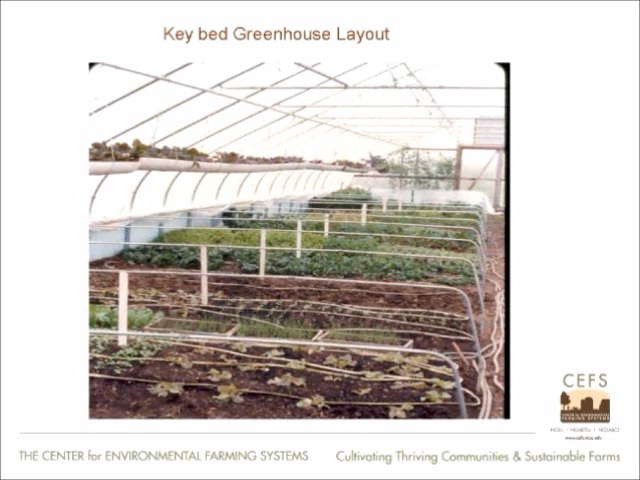 Key bed Greenhouse Layout
CEFS
THE CENTER for ENVIRONMENTAL FARMING SYSTEMS
Cultivating Thriving Communities & Sustainable Farms